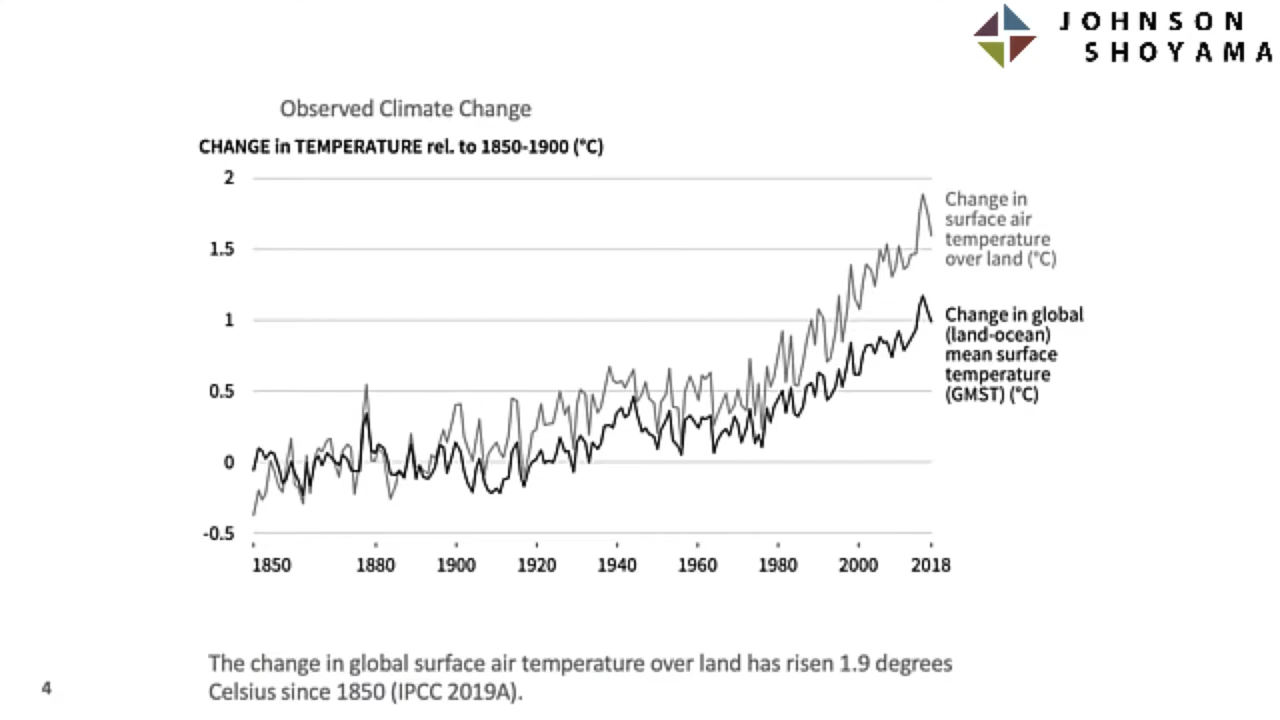 JOHNSON
SHOYAMA
Observed Climate Change
CHANGE in TEMPERATURE rel. to 1850-1900 (°C)
2
1.5
1
0.5
0
-0.5
1850 1880 1900 1920 1940 1960 1980 2000 2018
Change in
surface air
temperature
over land (°C)
Change in global
(land-ocean)
mean surface
temperature
(GMST) (°C)
The change in global surface air temperature over land has risen 1.9 degrees
Celsius since 1850 (IPCC 2019A).
4